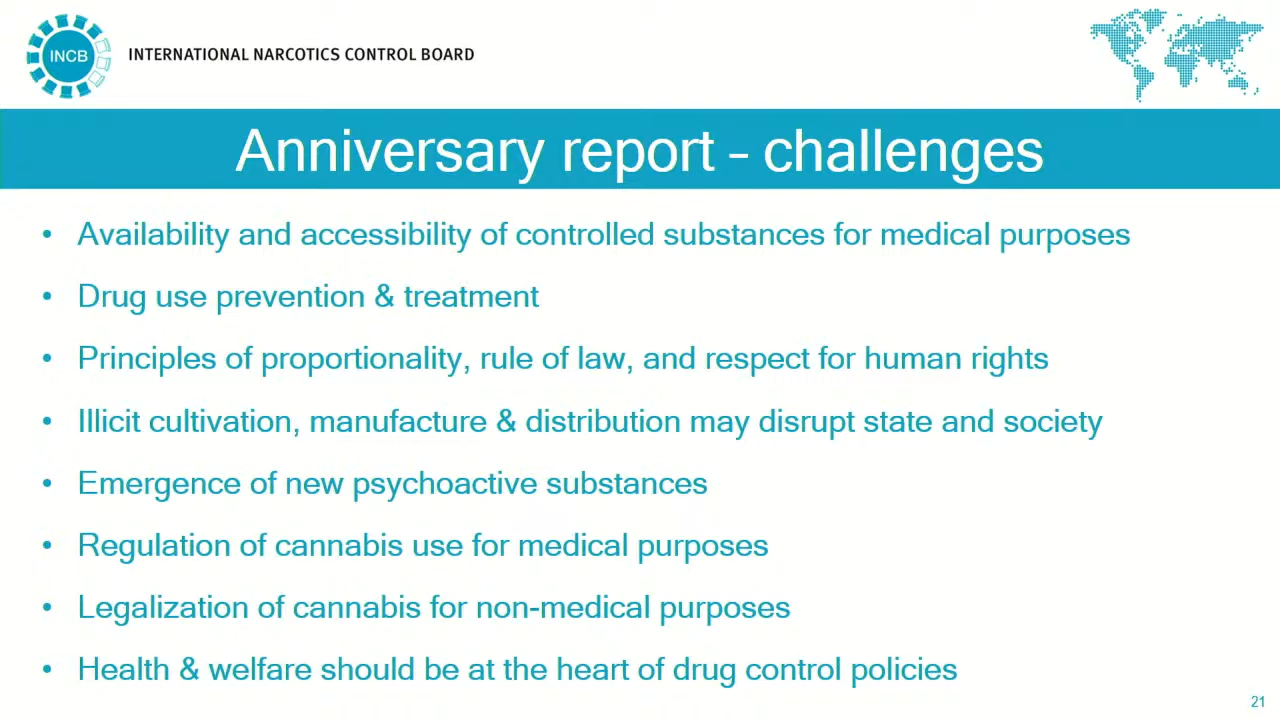 INCB
INTERNATIONAL NARCOTICS CONTROL BOARD
Anniversary report – challenges
• Availability and accessibility of controlled substances for medical purposes
• Drug use prevention & treatment
• Principles of proportionality, rule of law, and respect for human rights
• Illicit cultivation, manufacture & distribution may disrupt state and society
• Emergence of new psychoactive substances
• Regulation of cannabis use for medical purposes
• Legalization of cannabis for non-medical purposes
• Health & welfare should be at the heart of drug control policies
21